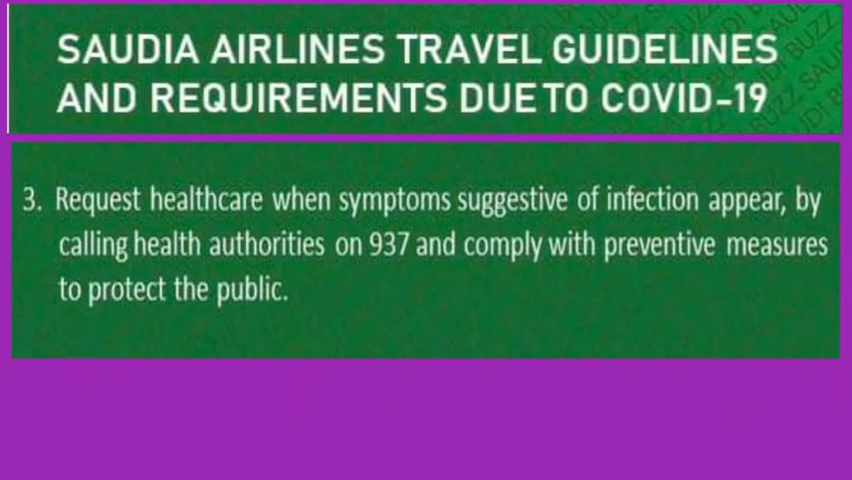 SAUDIA AIRLINES TRAVEL GUIDELINES
AND REQUIREMENTS DUE TO COVID-19
3. Request healthcare when symptoms suggestive of infection appear, by
calling health authorities on 937 and comply with preventive measures
to protect the public.